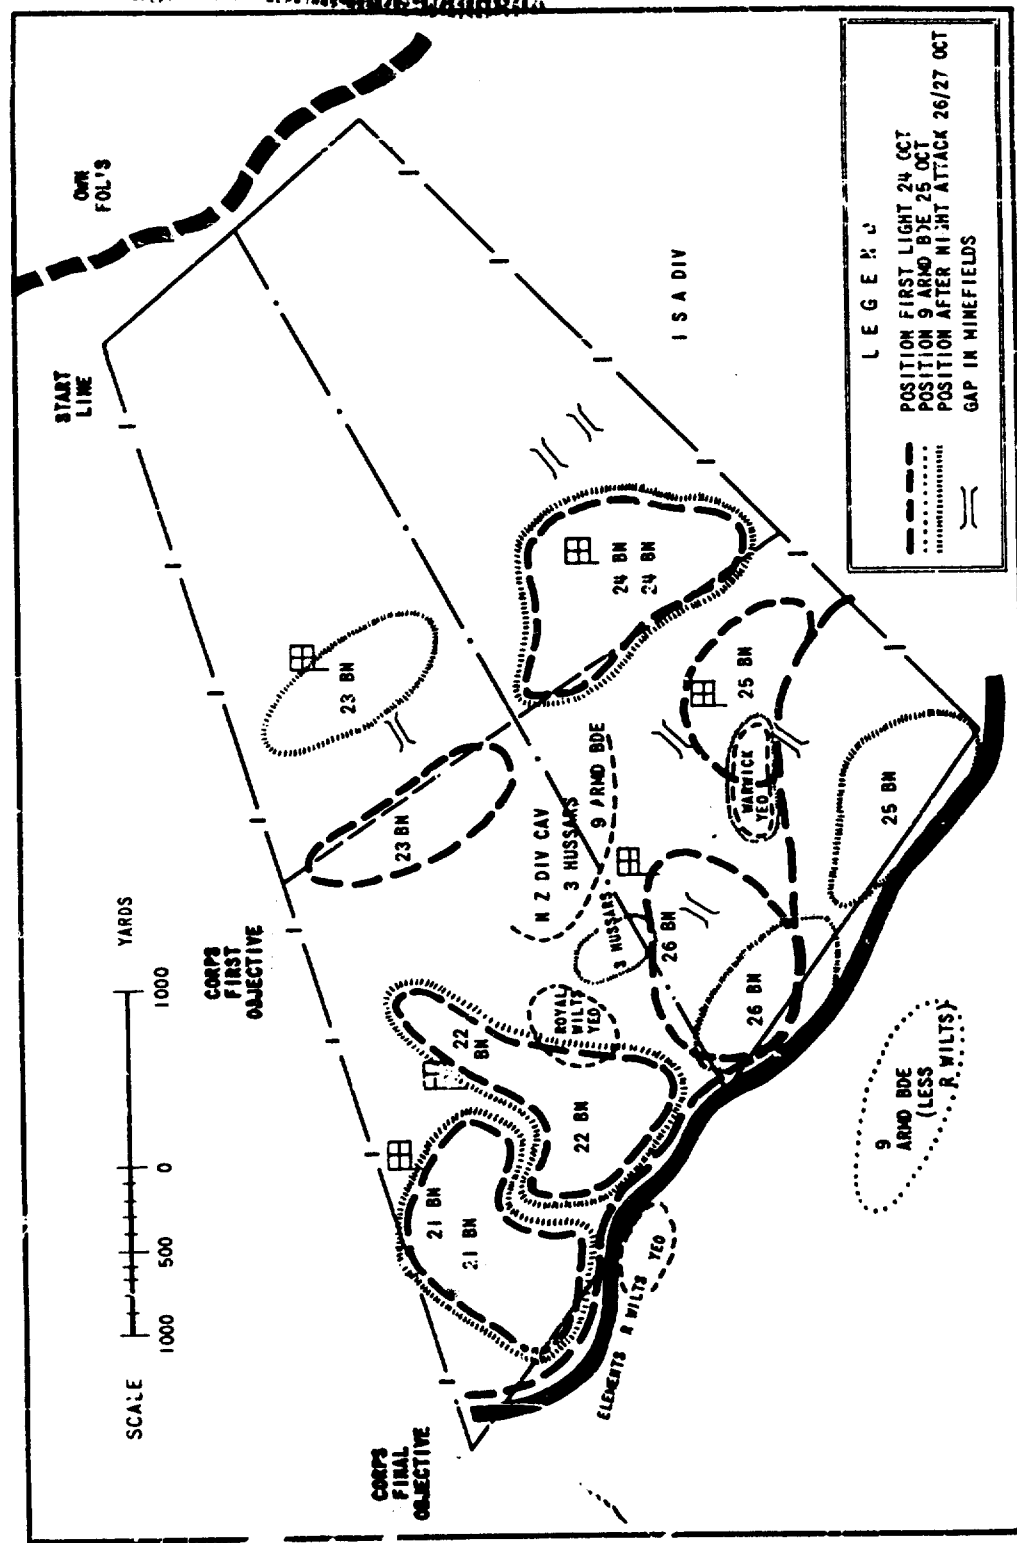 OWN
FOL'S
START
LINE
1 S A DIV
LEGEND
POSITION FIRST LIGHT 24 OCT
POSITION 9 ARMD BDE 25 OCT
POSITION AFTER NIGHT ATTACK 26/27 OCT
GAP IN MINEFIELDS
24 BN
24 BN
23 BN
23 BN
25 BN
WARWICK
YEO
25 BN
N Z DIV CAV
3 HUSSARS
9 ARMD BDE
3 HUSSARS
26 BN
26 BN
ROYAL
WILTS
YEO
22
BN
22 BN
21 BN
21 BN
CORPS
FIRST
OBJECTIVE
CORPS
FINAL
OBJECTIVE
ELEMENTS R WILTS YEO
9
ARMD BDE
(LESS
R WILTS)
SCALE
1000
500
0
1000
YARDS